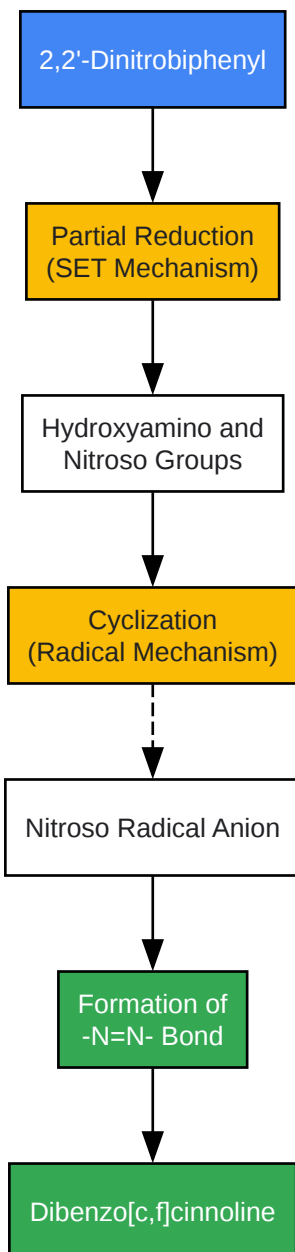 2,2'-Dinitrobiphenyl
Partial Reduction
(SET Mechanism)
Hydroxyamino and
Nitroso Groups
Cyclization
(Radical Mechanism)
Nitroso Radical Anion
Formation of
-N=N- Bond
Dibenzo[c,f]cinnoline